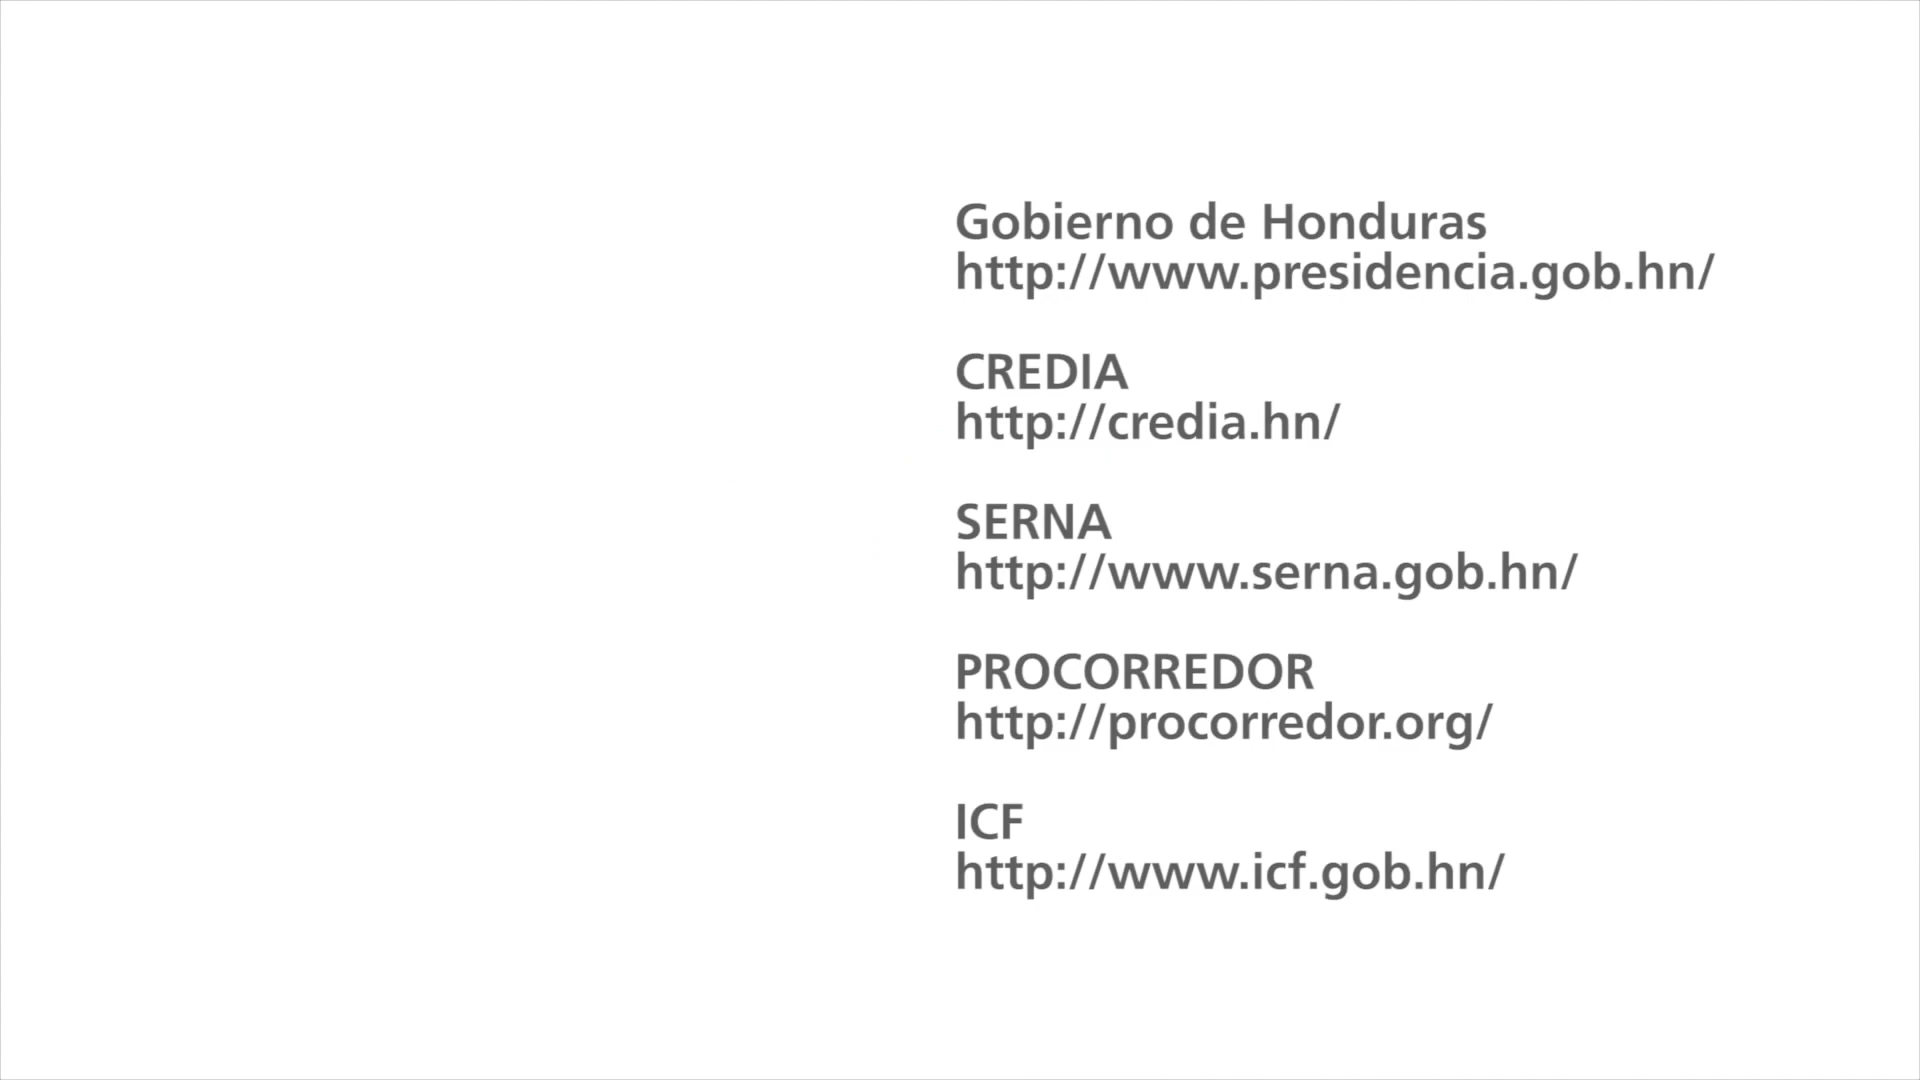 Gobierno de Honduras
http://www.presidencia.gob.hn/
CREDIA
http://credia.hn/
SERNA
http://www.serna.gob.hn/
PROCORREDOR
http://procorredor.org/
ICF
http://www.icf.gob.hn/